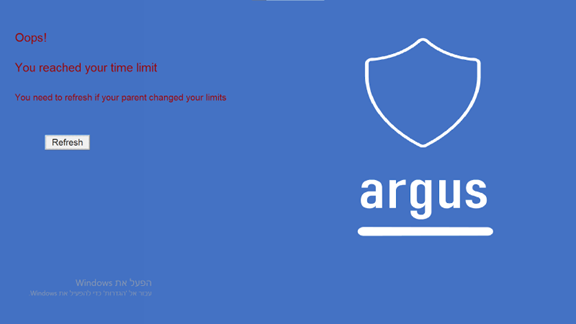 Oops!
You reached your time limit
You need to refresh if your parent changed your limits
Refresh
argus
הפעל את Windows
עבור אל 'הגדרות' כדי להפעיל את Windows.